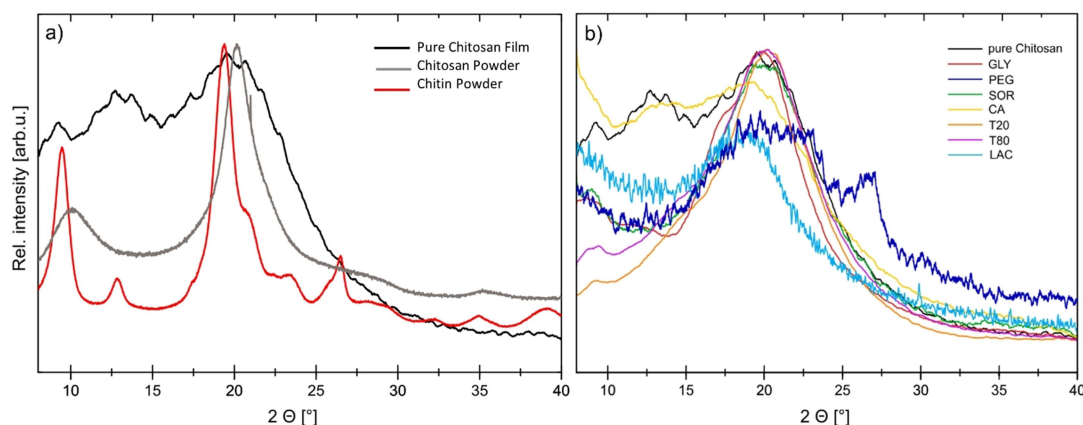 a)
Pure Chitosan Film
Chitosan Powder
Chitin Powder
Rel. intensity [arb.u.]
10 15 20 25 30 35 40
2 Θ [°]
b)
pure Chitosan
GLY
PEG
SOR
CA
T20
T80
LAC
10 15 20 25 30 35 40
2 Θ [°]